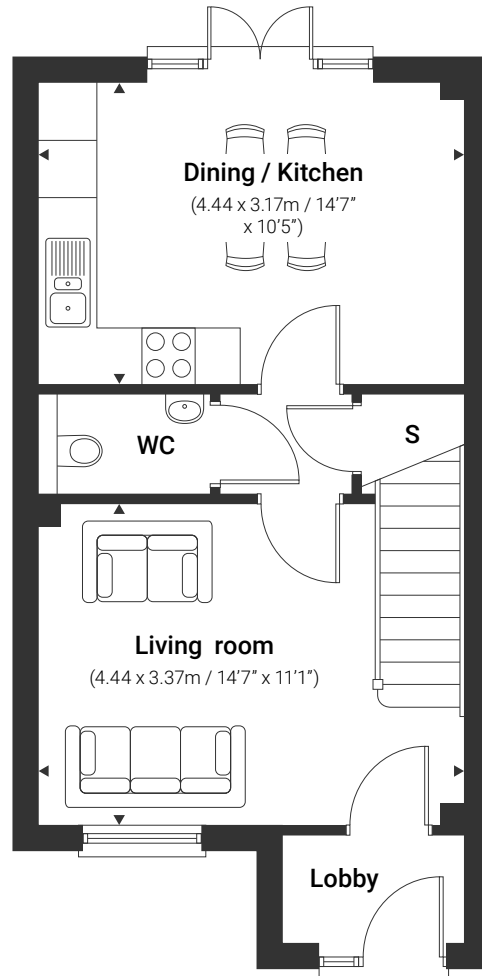 Dining / Kitchen
(4.44 x 3.17m / 14’7”
x 10’5”)
WC
S
Living room
(4.44 x 3.37m / 14’7” x 11’1”)
Lobby